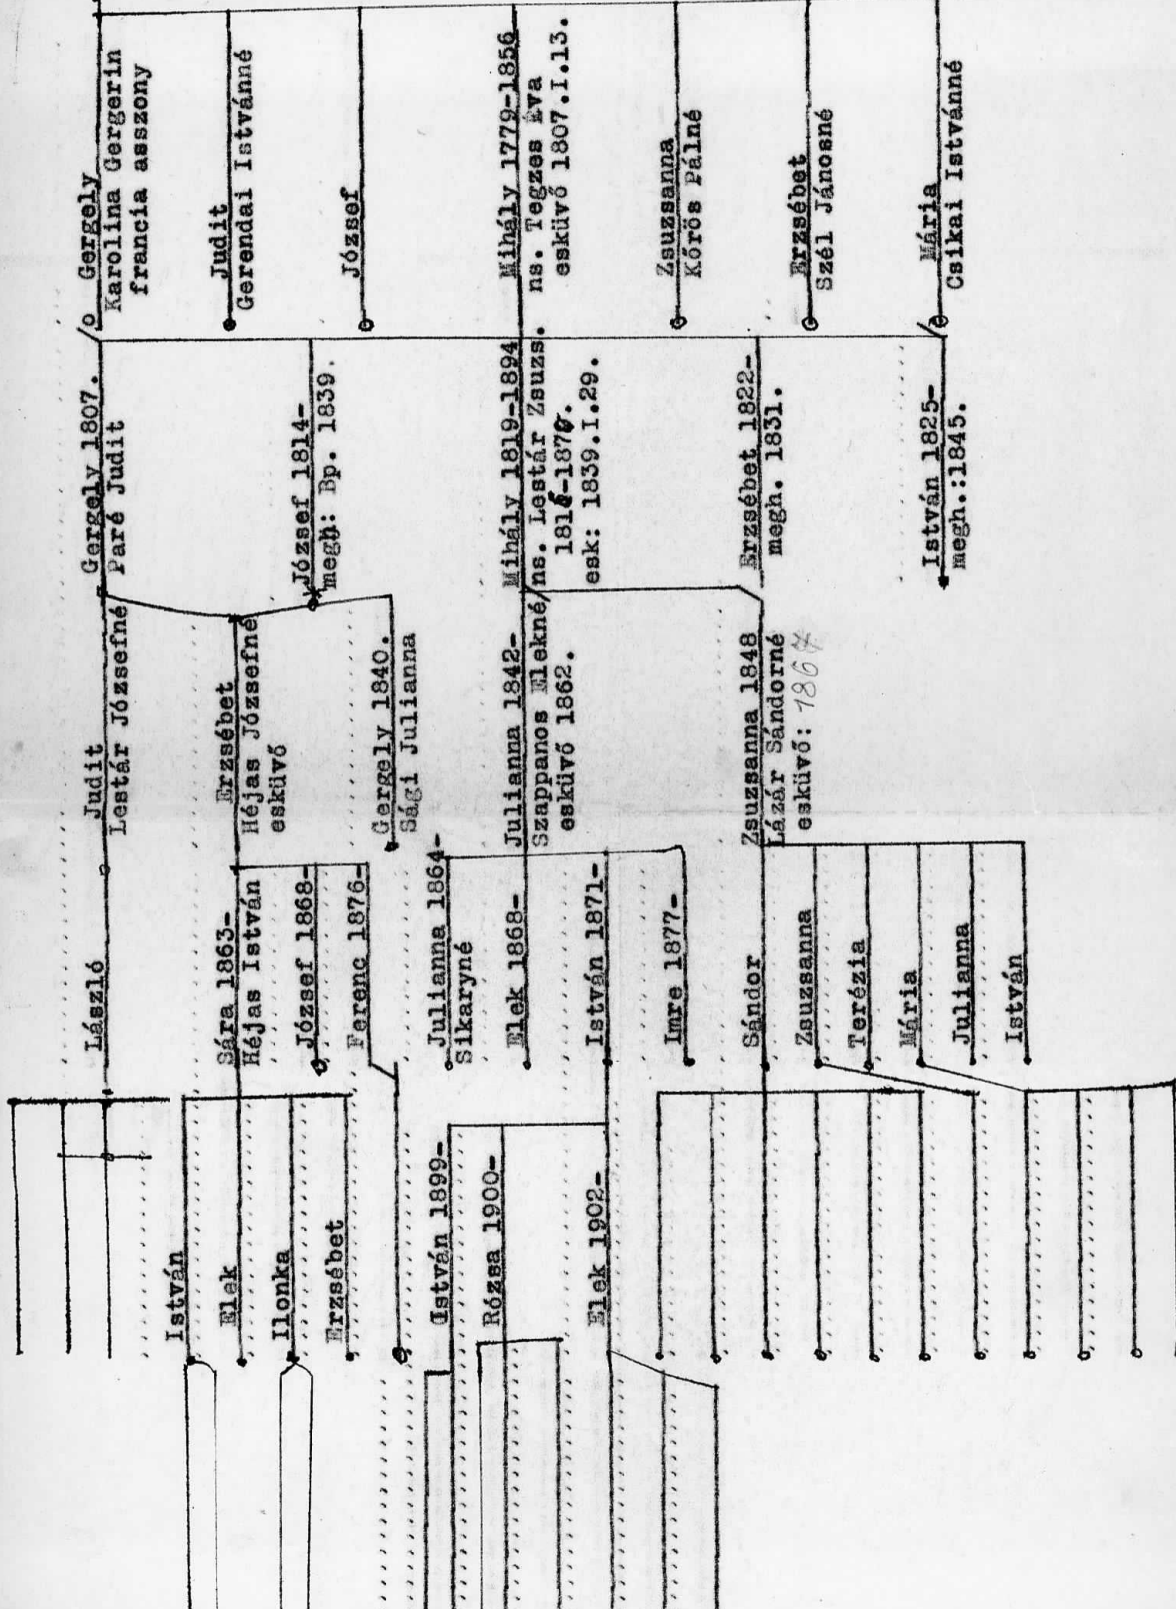 Gergely
Karolina Gergerin
francia asszony
Judit
Gerendai Istvánné
József
Mihály 1779-1856
ns. Tegzes Éva
esküvő 1807.I.13.
Zsuzsanna
Kőrös Pálné
Erzsébet
Szél Jánosné
Mária
Csikai Istvánné
Gergely 1807.
Paré Judit
József 1814-
megh: Bp. 1839.
Mihály 1819-1894
ns. Lestár Zsuzs.
esk: 1839.I.29.
Erzsébet 1822-
megh. 1831.
István 1825-
megh.:1845.
Judit
Lestár Józsefné
Erzsébet
Héjas Józsefné
esküvő
Gergely 1840.
Sági Julianna
Julianna 1842-
Szappanos Elekné
esküvő 1862.
Zsuzsanna 1848
Lázár Sándorné
esküvő: 1867
László
Sára 1863-
Héjas István
József 1868-
Ferenc 1876-
Julianna 1864-
Sikaryné
Elek 1868-
István 1871-
Imre 1877-
Sándor
Zsuzsanna
Terézia
Mária
Julianna
István
István
Elek
Ilonka
Erzsébet
István 1899-
Rózsa 1900-
Elek 1902-